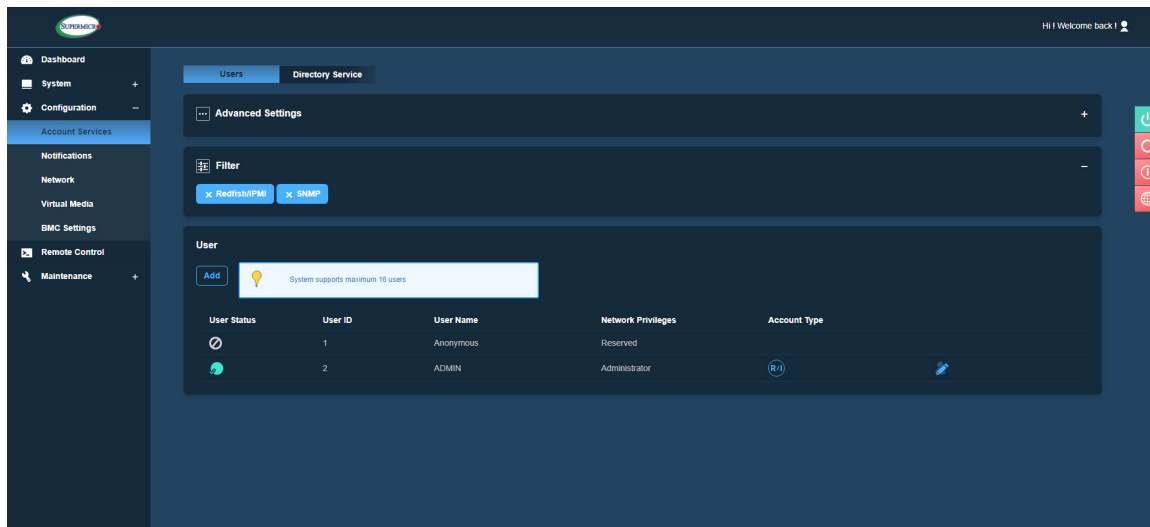 SUPERMICR
Hi ! Welcome back !
Dashboard
System +
Configuration −
Account Services
Notifications
Network
Virtual Media
BMC Settings
Remote Control
Maintenance +
Users Directory Service
Advanced Settings +
Filter −
× Redfish/IPMI × SNMP
User
Add
System supports maximum 16 users
User Status User ID User Name Network Privileges Account Type
1 Anonymous Reserved
2 ADMIN Administrator R/I